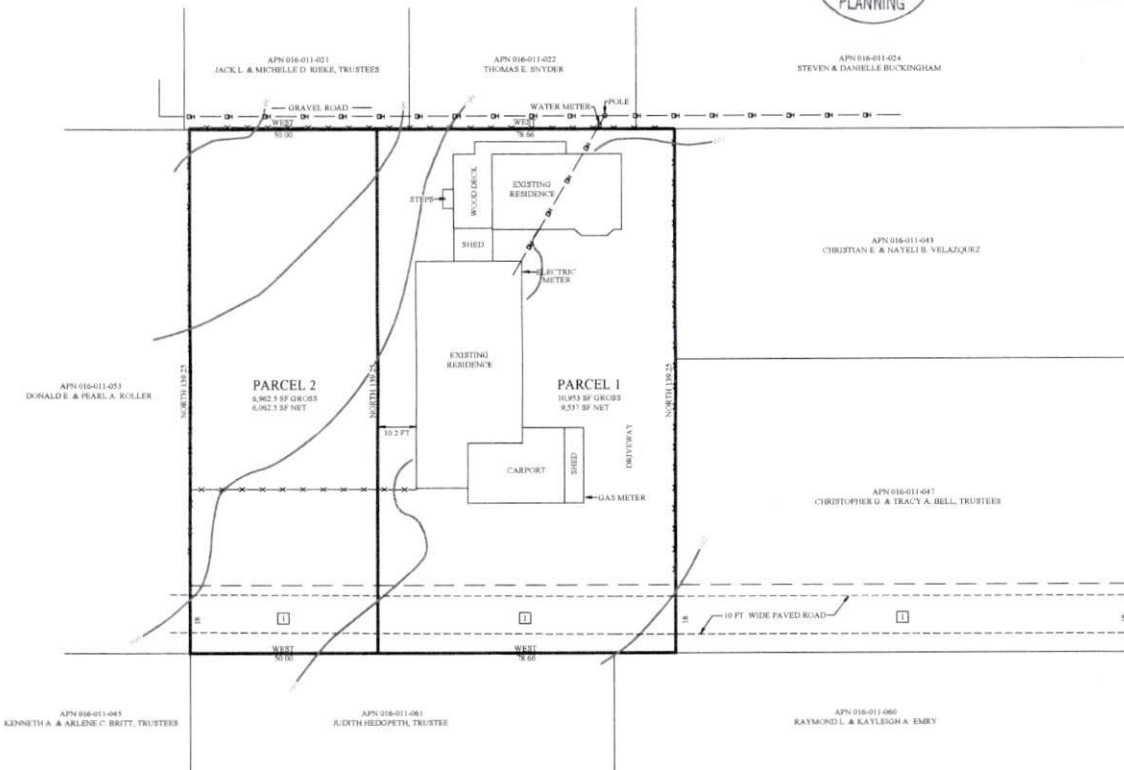 PLANNING
APN 016-011-021
JACK L. & MICHELLE D. RIEKE, TRUSTEES
APN 016-011-022
THOMAS E. SNYDER
APN 016-011-024
STEVEN & DANIELLE BUCKINGHAM
GRAVEL ROAD
WATER METER
POLE
WEST
50.00
WEST
78.66
STEPS
WOOD DECK
EXISTING
RESIDENCE
SHED
ELECTRIC
METER
APN 016-011-043
CHRISTIAN E. & NAYELI B. VELAZQUEZ
EXISTING
RESIDENCE
APN 016-011-053
DONALD E. & PEARL A. ROLLER
NORTH 139.25
PARCEL 2
6,962.5 SF GROSS
6,062.5 SF NET
NORTH 139.25
PARCEL 1
10,953 SF GROSS
9,537 SF NET
NORTH 139.25
10.2 FT
CARPORT
SHED
DRIVEWAY
GAS METER
APN 016-011-047
CHRISTOPHER G. & TRACY A. BELL, TRUSTEES
18
1
1
18
10 FT WIDE PAVED ROAD
1
WEST
50.00
WEST
78.66
APN 016-011-045
KENNETH A. & ARLENE C. BRITT, TRUSTEES
APN 016-011-061
JUDITH HEDGPETH, TRUSTEE
APN 016-011-060
RAYMOND L. & KAYLEIGH A. EMRY